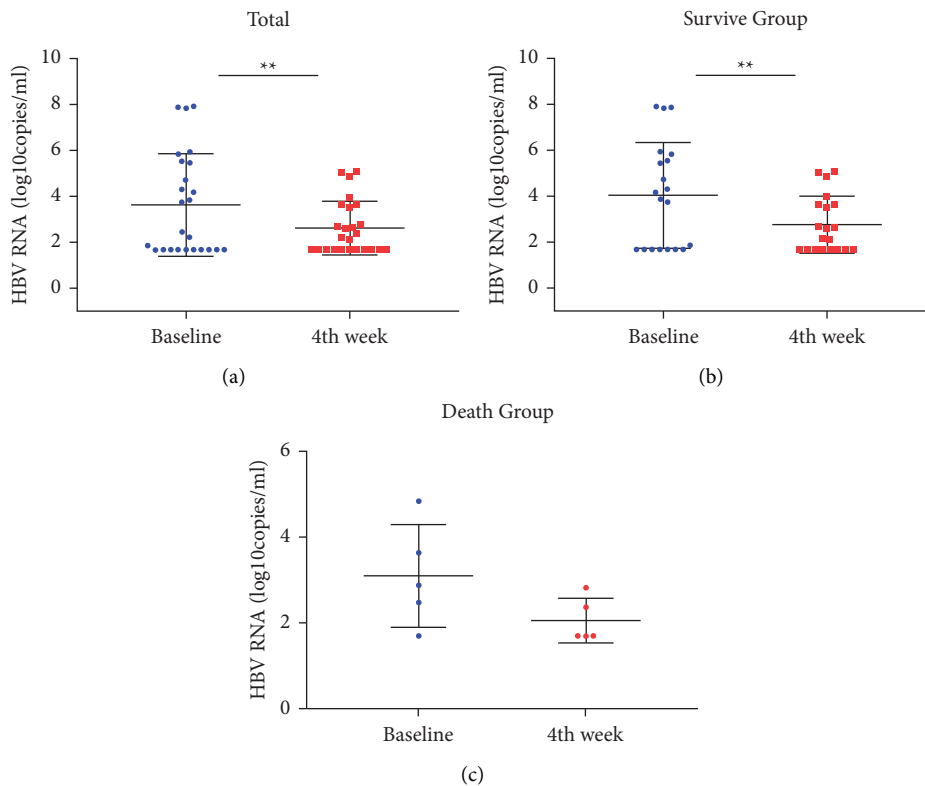 Total
**
HBV RNA (log10copies/ml)
10
8
6
4
2
0
Baseline
4th week
(a)
Survive Group
**
HBV RNA (log10copies/ml)
10
8
6
4
2
0
Baseline
4th week
(b)
Death Group
HBV RNA (log10copies/ml)
6
4
2
0
Baseline
4th week
(c)